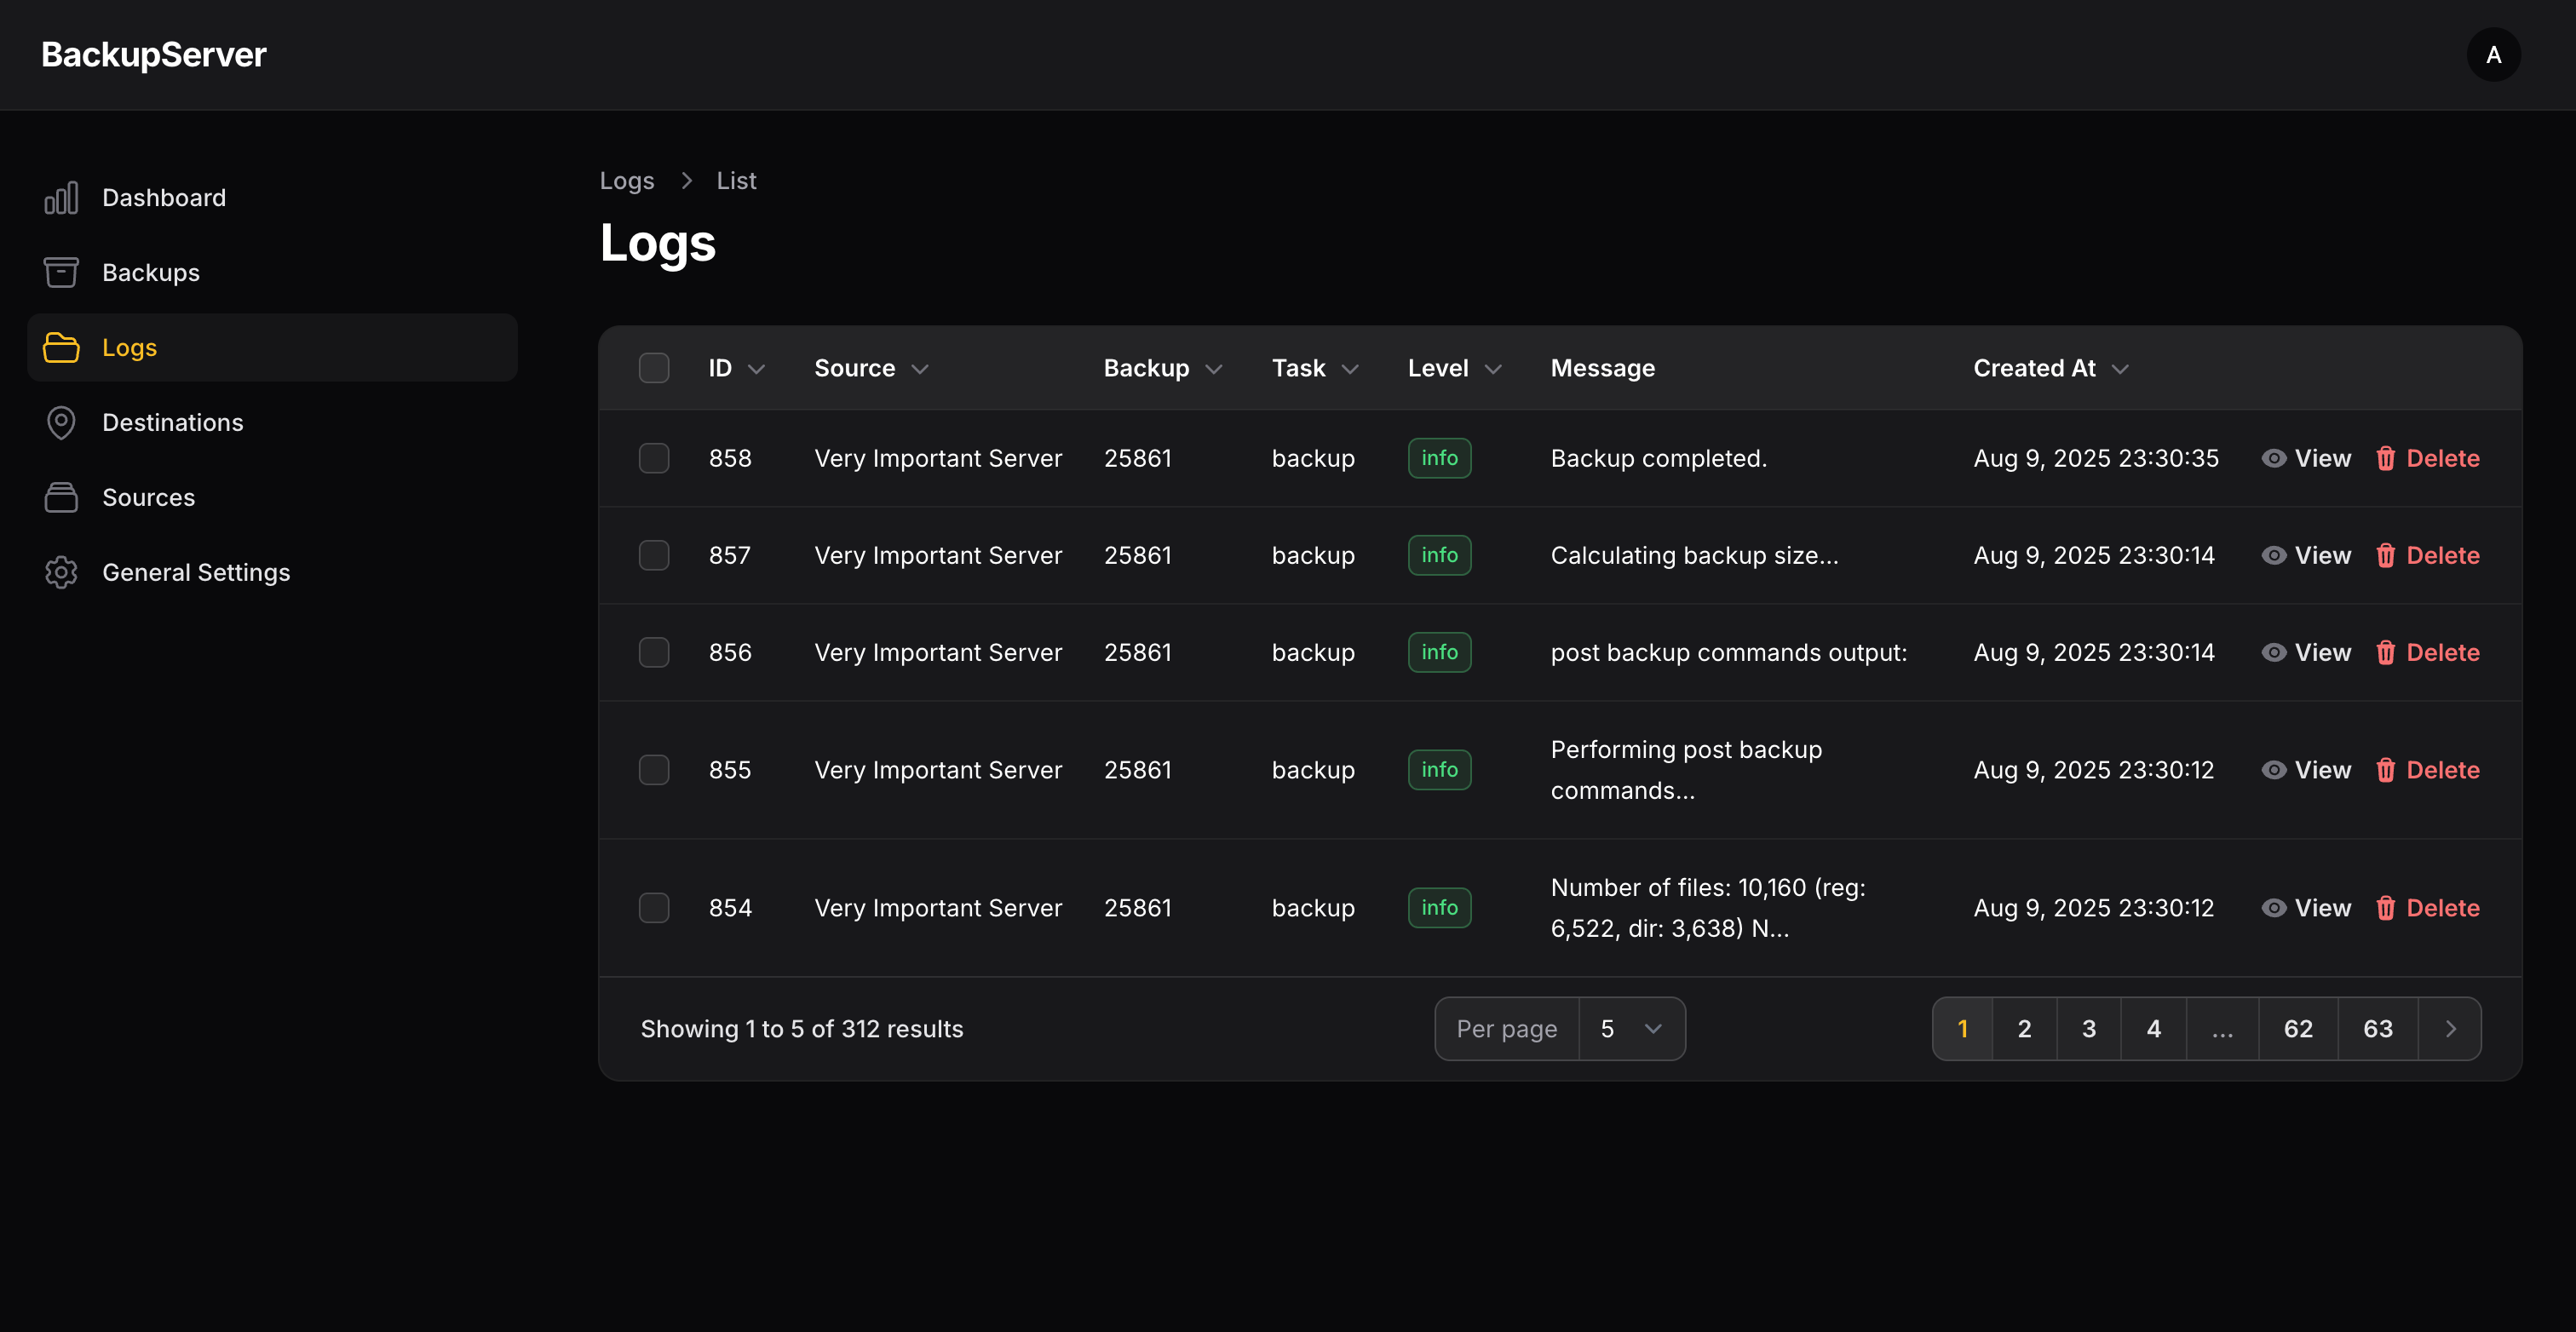 BackupServer
A
Dashboard
Backups
Logs
Destinations
Sources
General Settings
Logs > List
Logs
ID Source Backup Task Level Message Created At
858 Very Important Server 25861 backup info Backup completed. Aug 9, 2025 23:30:35 View Delete
857 Very Important Server 25861 backup info Calculating backup size... Aug 9, 2025 23:30:14 View Delete
856 Very Important Server 25861 backup info post backup commands output: Aug 9, 2025 23:30:14 View Delete
855 Very Important Server 25861 backup info Performing post backup
commands... Aug 9, 2025 23:30:12 View Delete
854 Very Important Server 25861 backup info Number of files: 10,160 (reg:
6,522, dir: 3,638) N... Aug 9, 2025 23:30:12 View Delete
Showing 1 to 5 of 312 results Per page 5 1 2 3 4 ... 62 63